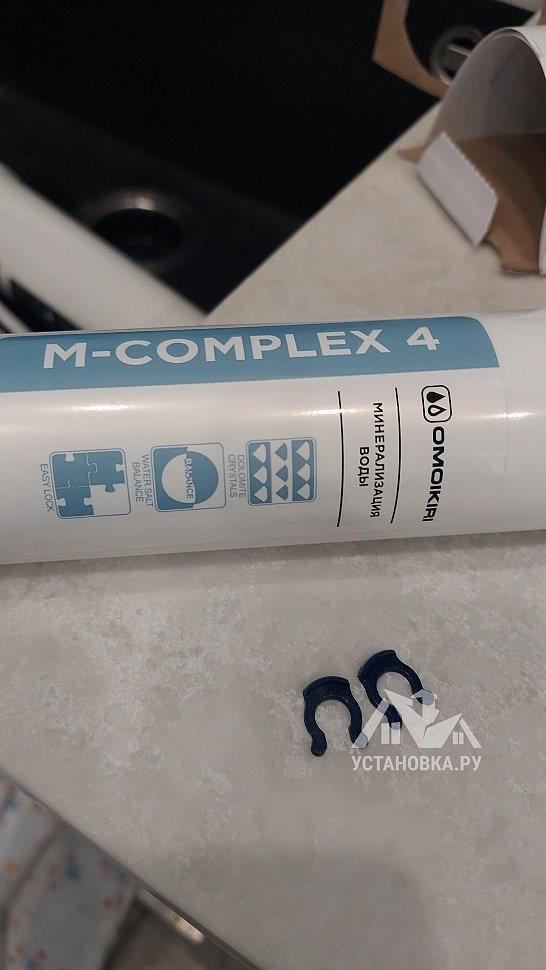 M-COMPLEX 4
OMOIKIRI
МИНЕРАЛИЗАЦИЯ
ВОДЫ
DOLOMITE
CRYSTALS
BALANCE
WATER SALT
BALANCE
EASY LOCK
УСТАНОВКА.РУ